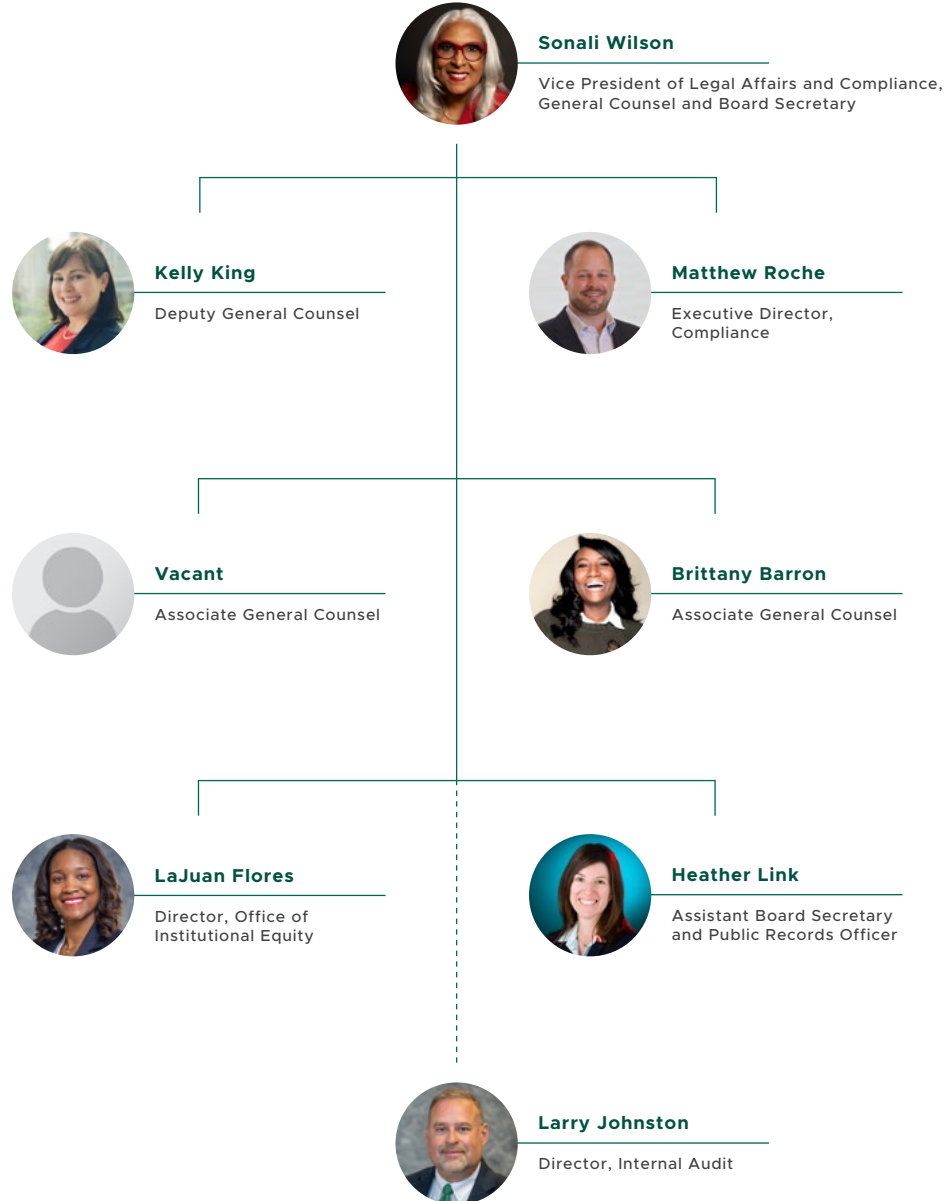 Sonali Wilson
Vice President of Legal Affairs and Compliance,
General Counsel and Board Secretary
Kelly King
Deputy General Counsel
Matthew Roche
Executive Director,
Compliance
Vacant
Associate General Counsel
Brittany Barron
Associate General Counsel
LaJuan Flores
Director, Office of
Institutional Equity
Heather Link
Assistant Board Secretary
and Public Records Officer
Larry Johnston
Director, Internal Audit